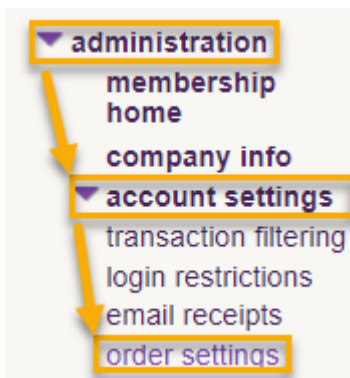 administration
membership
home
company info
account settings
transaction filtering
login restrictions
email receipts
order settings